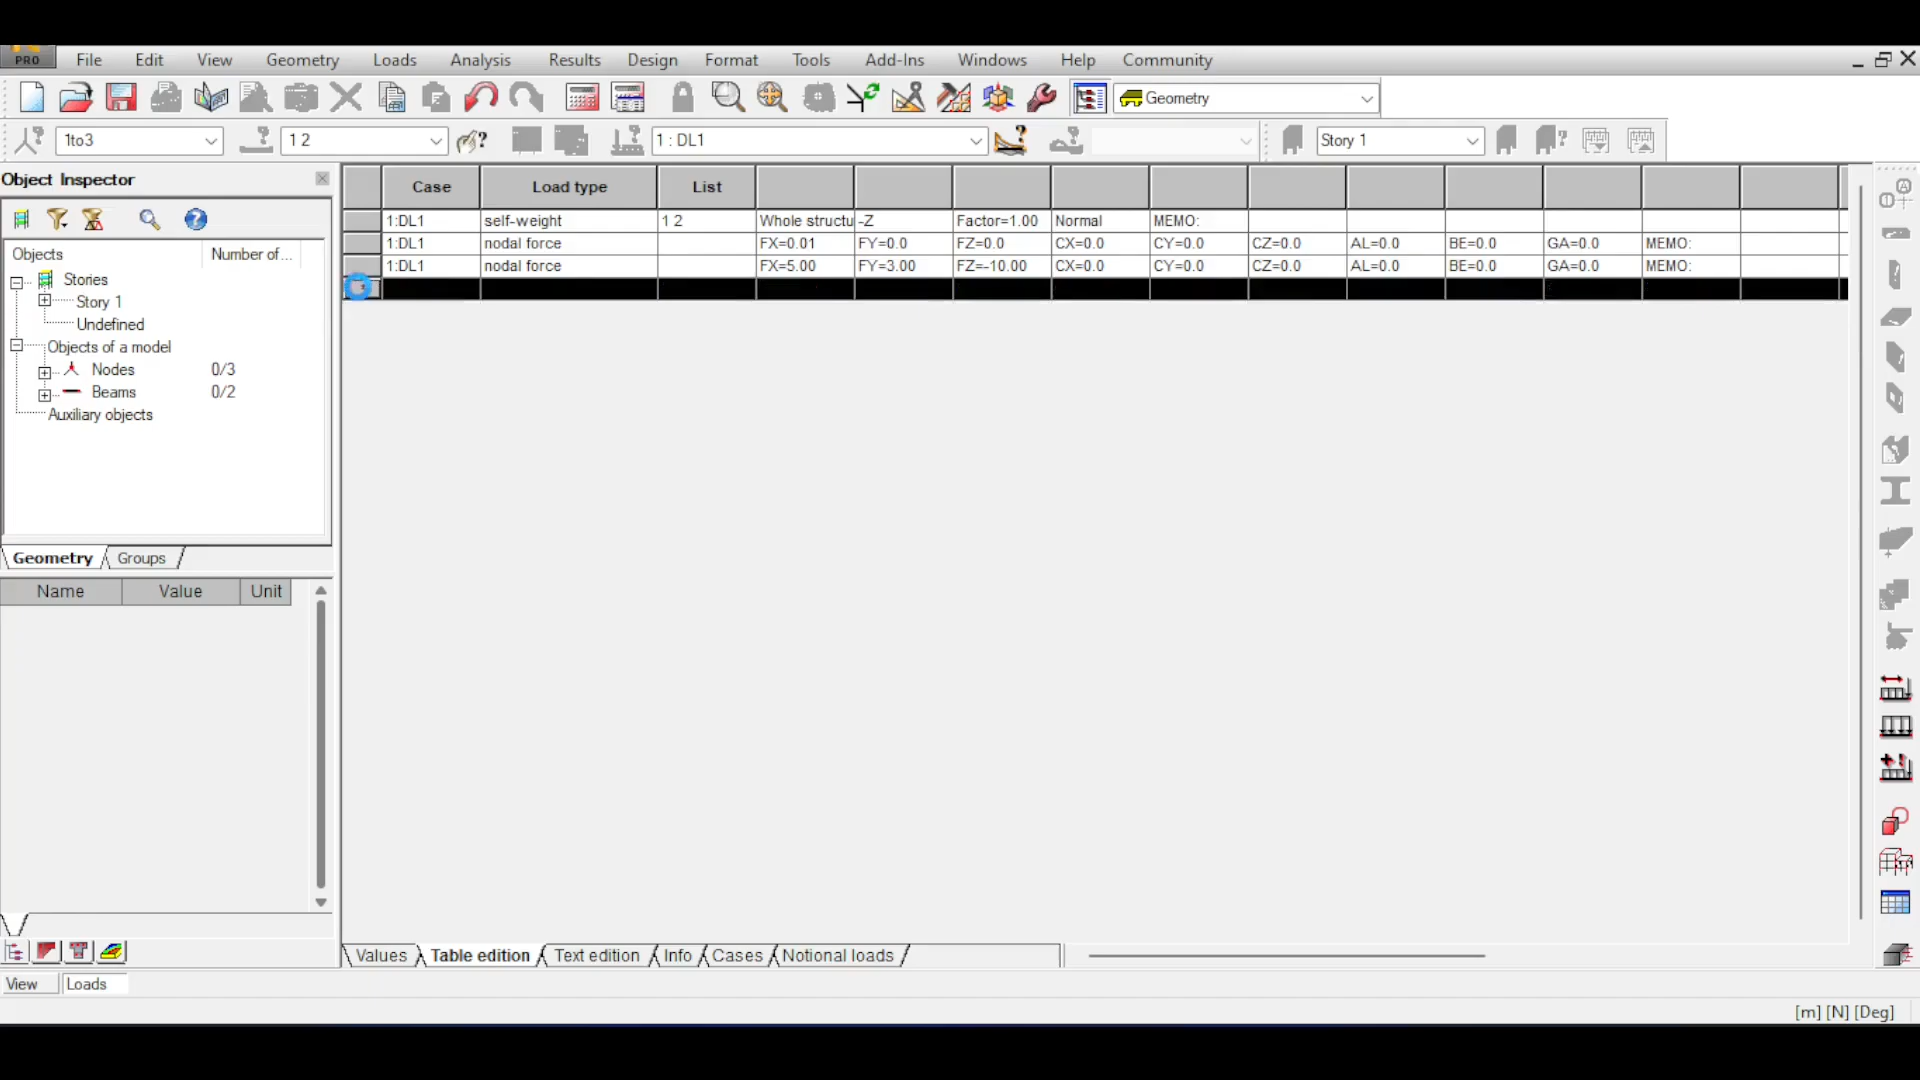 PRO File Edit View Geometry Loads Analysis Results Design Format Tools Add-Ins Windows Help Community
Geometry
1to3 1 2 1 : DL1 Story 1
Object Inspector
Objects Number of...
Stories
Story 1
Undefined
Objects of a model
Nodes 0/3
Beams 0/2
Auxiliary objects
Geometry Groups
Name Value Unit
Case Load type List
1:DL1 self-weight 1 2 Whole structu -Z Factor=1.00 Normal MEMO:
1:DL1 nodal force FX=0.01 FY=0.0 FZ=0.0 CX=0.0 CY=0.0 CZ=0.0 AL=0.0 BE=0.0 GA=0.0 MEMO:
1:DL1 nodal force FX=5.00 FY=3.00 FZ=-10.00 CX=0.0 CY=0.0 CZ=0.0 AL=0.0 BE=0.0 GA=0.0 MEMO:
Values Table edition Text edition Info Cases Notional loads
View Loads
[m] [N] [Deg]